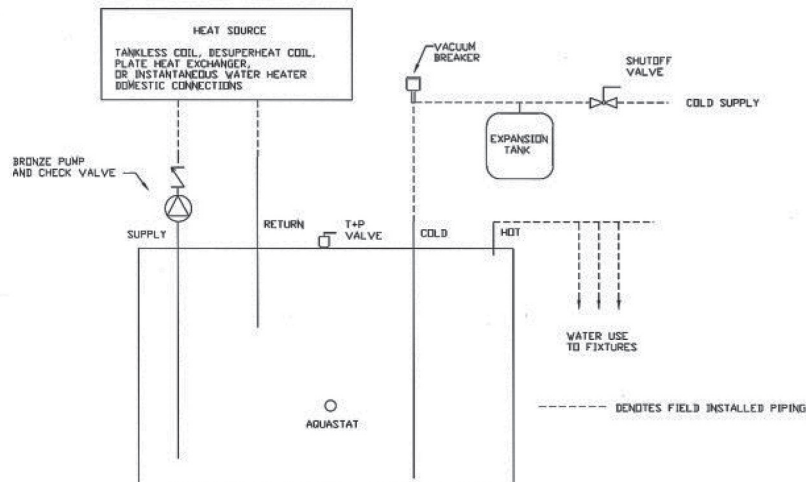 HEAT SOURCE
TANKLESS COIL, DESUPERHEAT COIL,
PLATE HEAT EXCHANGER,
OR INSTANTANEOUS WATER HEATER
DOMESTIC CONNECTIONS
VACUUM
BREAKER
SHUTOFF
VALVE
COLD SUPPLY
EXPANSION
TANK
BRONZE PUMP
AND CHECK VALVE
SUPPLY
RETURN
T+P
VALVE
COLD
HOT
WATER USE
TO FIXTURES
AQUASTAT
DENOTES FIELD INSTALLED PIPING